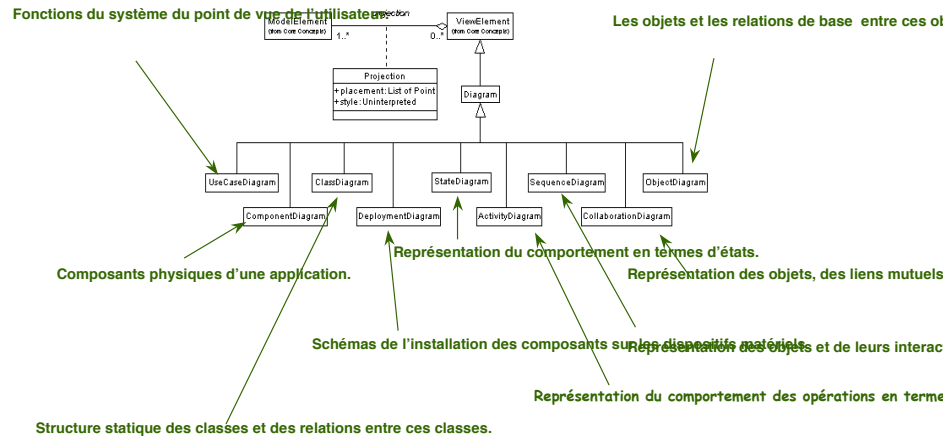 Fonctions du système du point de vue de l'utilisateur.
ModelElement
(from Core Concepts)
projection
ViewElement
(from Core Concepts)
Les objets et les relations de base entre ces ob
1..*
0..*
Projection
+ placement: List of Point
+ style: Uninterpreted
Diagram
UseCaseDiagram
ClassDiagram
StateDiagram
SequenceDiagram
ObjectDiagram
ComponentDiagram
DeploymentDiagram
ActivityDiagram
CollaborationDiagram
Représentation du comportement en termes d'états.
Composants physiques d'une application.
Représentation des objets, des liens mutuels
Schémas de l'installation des composants sur les dispositifs matériels.
Représentation des objets et de leurs interac
Représentation du comportement des opérations en terme
Structure statique des classes et des relations entre ces classes.